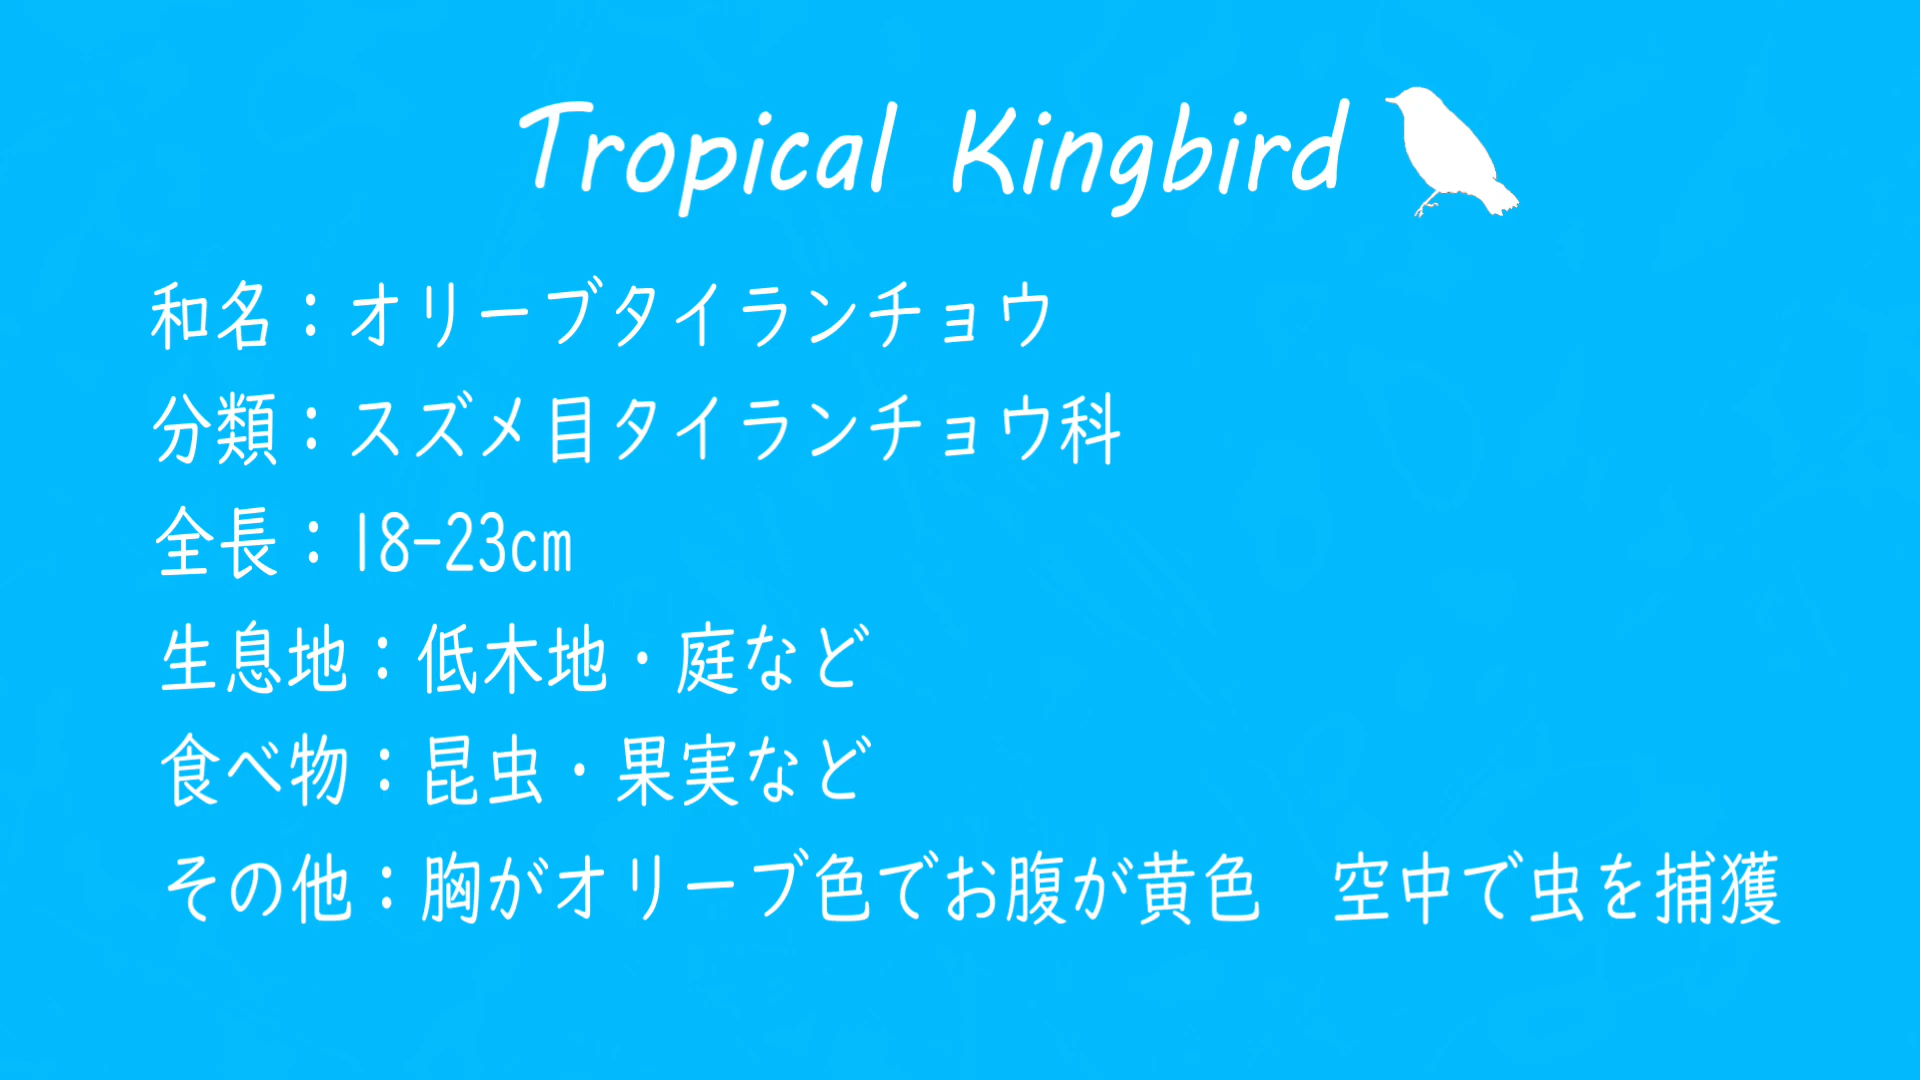 Tropical Kingbird
和名：オリーブタイランチョウ
分類：スズメ目タイランチョウ科
全長：18-23cm
生息地：低木地・庭など
食べ物：昆虫・果実など
その他：胸がオリーブ色でお腹が黄色　空中で虫を捕獲